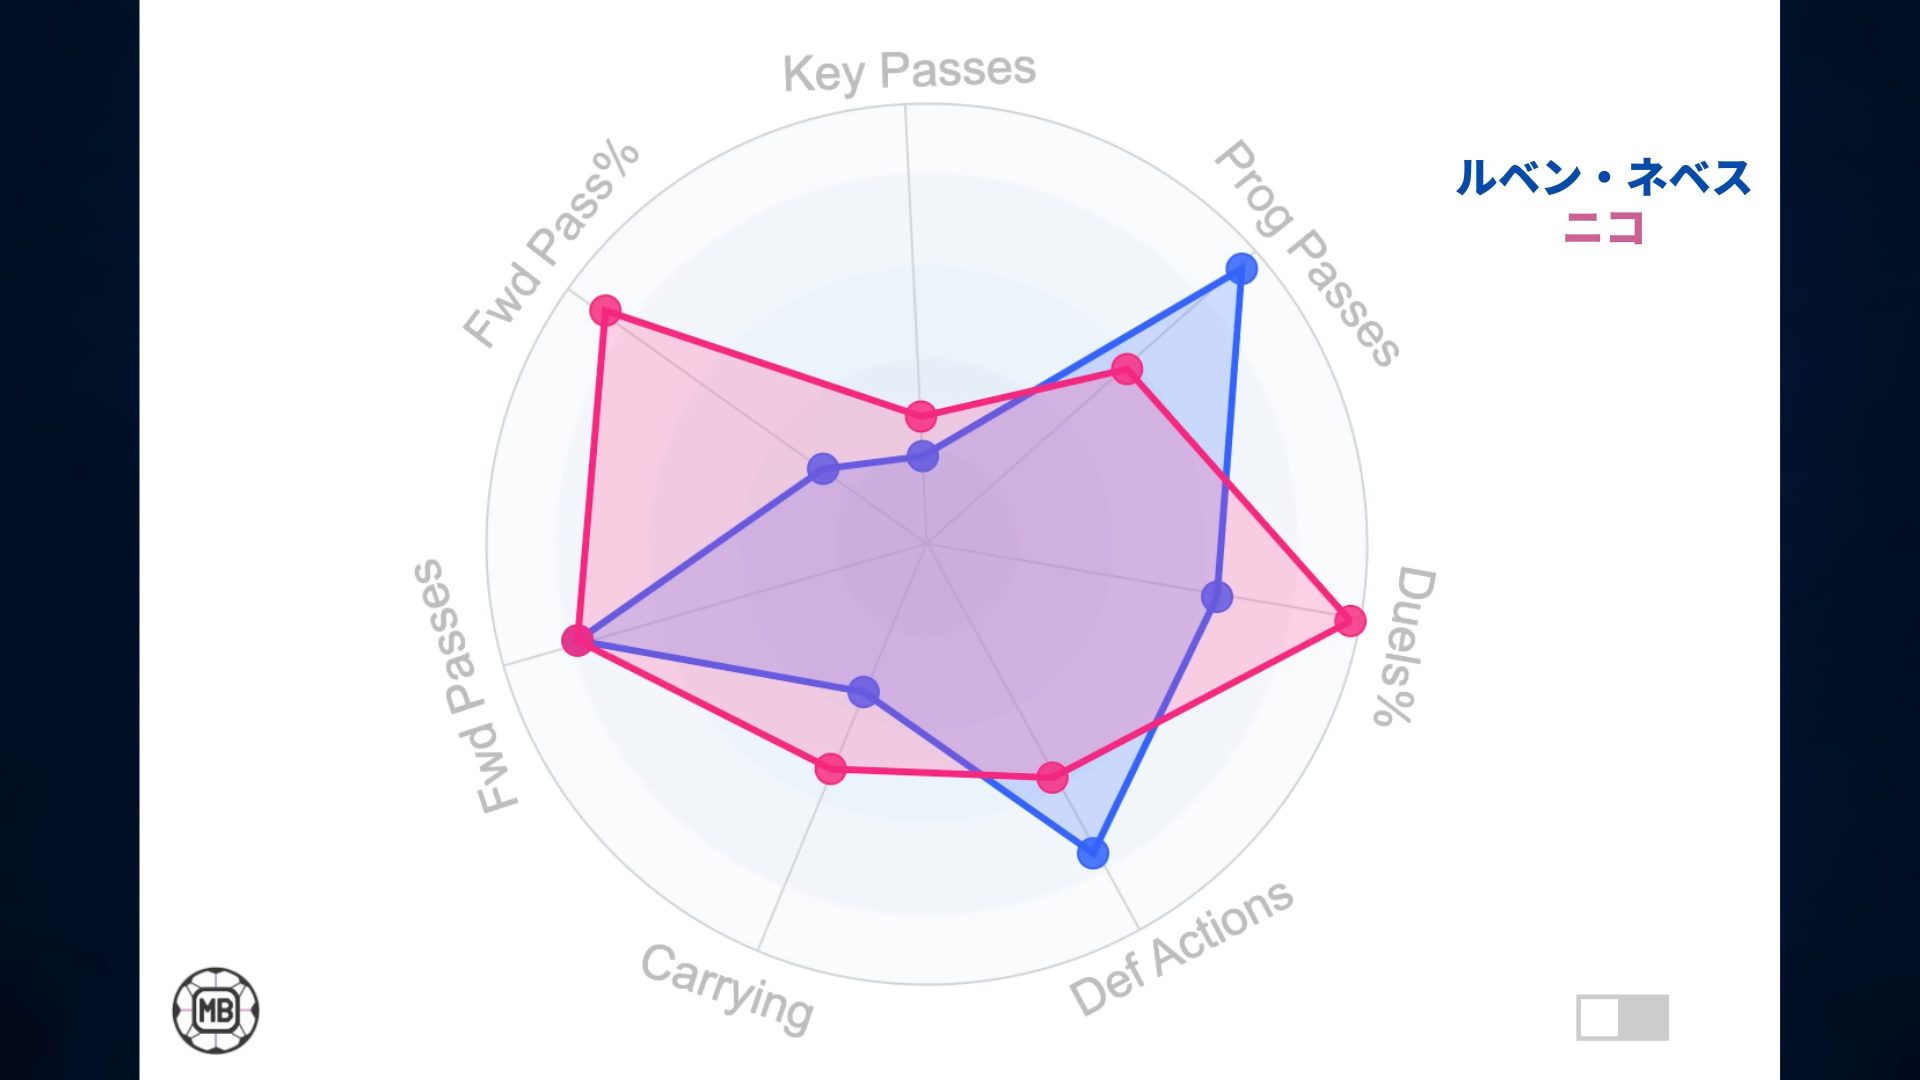 Key Passes
Fwd Pass%
Prog Passes
ルベン・ネベス
ニコ
Duels%
Fwd Passes
Def Actions
Carrying
MB